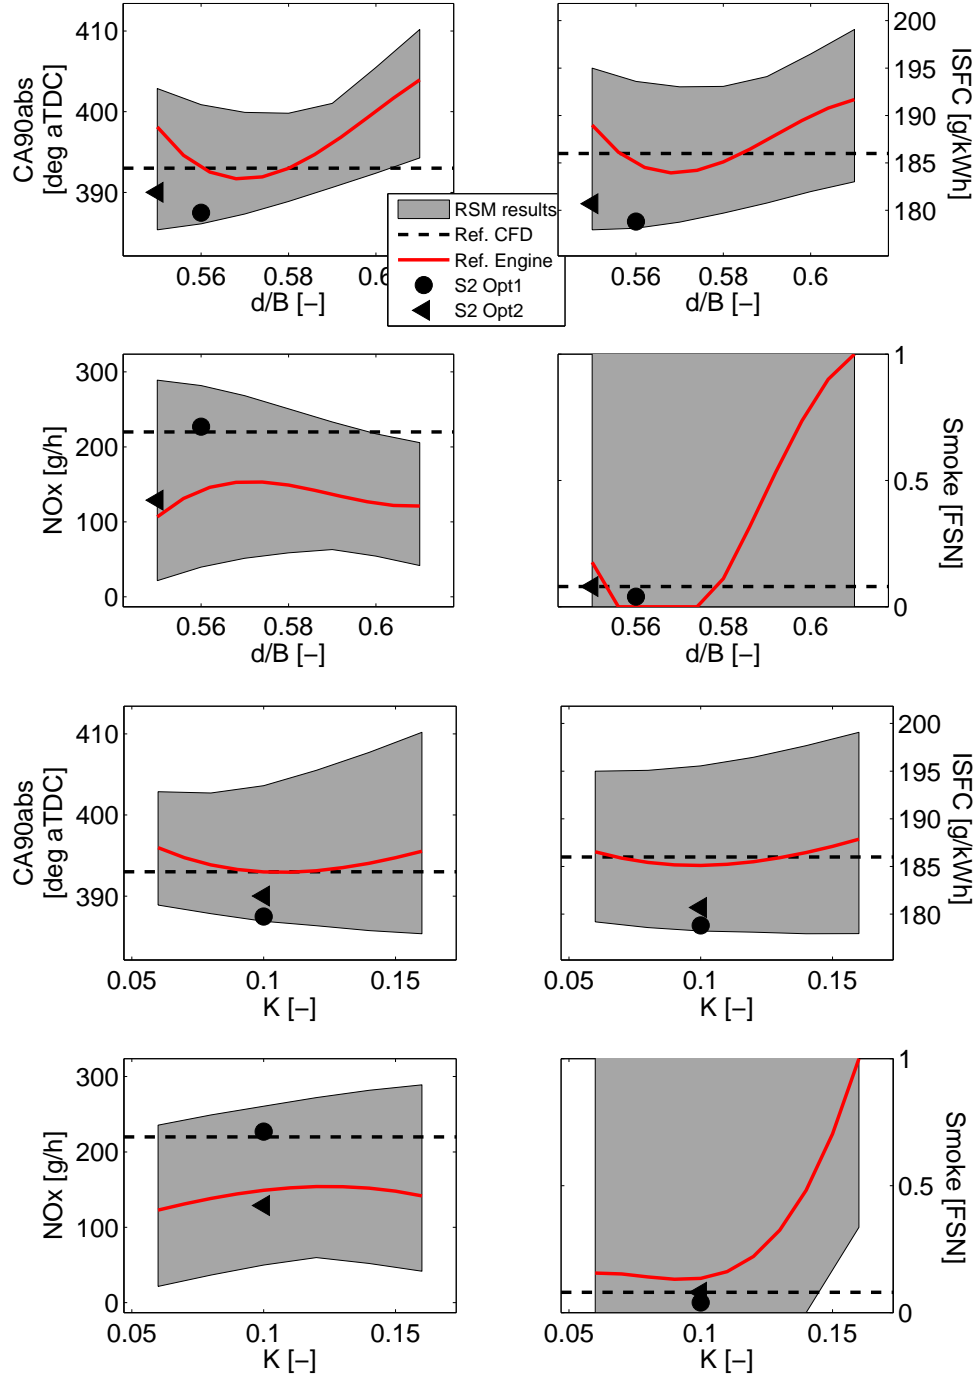 410
400
390
CA90abs
[deg aTDC]
0.56
0.58
0.6
d/B [–]
200
195
190
185
180
ISFC [g/kWh]
0.56
0.58
0.6
d/B [–]
RSM results
Ref. CFD
Ref. Engine
S2 Opt1
S2 Opt2
300
200
100
0
NOx [g/h]
0.56
0.58
0.6
d/B [–]
1
0.5
0
Smoke [FSN]
0.56
0.58
0.6
d/B [–]
410
400
390
CA90abs
[deg aTDC]
0.05
0.1
0.15
K [–]
200
195
190
185
180
ISFC [g/kWh]
0.05
0.1
0.15
K [–]
300
200
100
0
NOx [g/h]
0.05
0.1
0.15
K [–]
1
0.5
0
Smoke [FSN]
0.05
0.1
0.15
K [–]